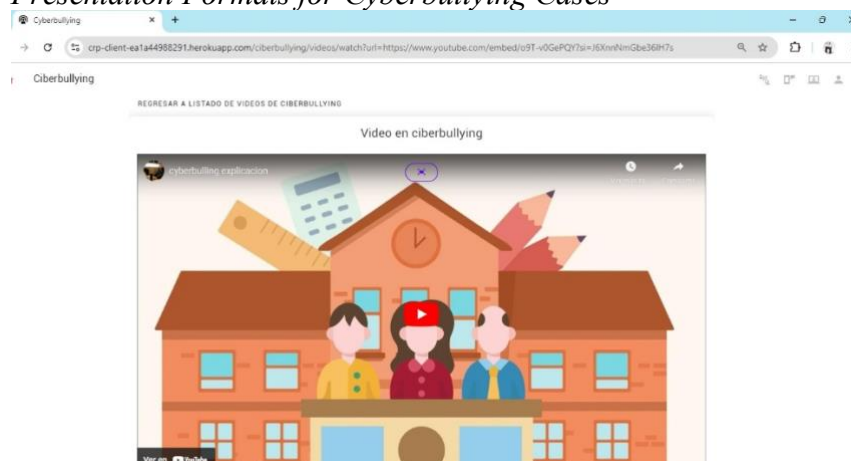 Presentation Formats for Cyberbullying Cases
Cyberbullying
crp-client-ea1a44988291.herokuapp.com/ciberbullying/videos/watch?url=https://www.youtube.com/embed/o9T-v0GePQY?si=J6XnnNmGbe36IH7s
Ciberbullying
REGRESAR A LISTADO DE VIDEOS DE CIBERBULLYING
Video en ciberbullying
cyberbulling explicacion
Ver en YouTube